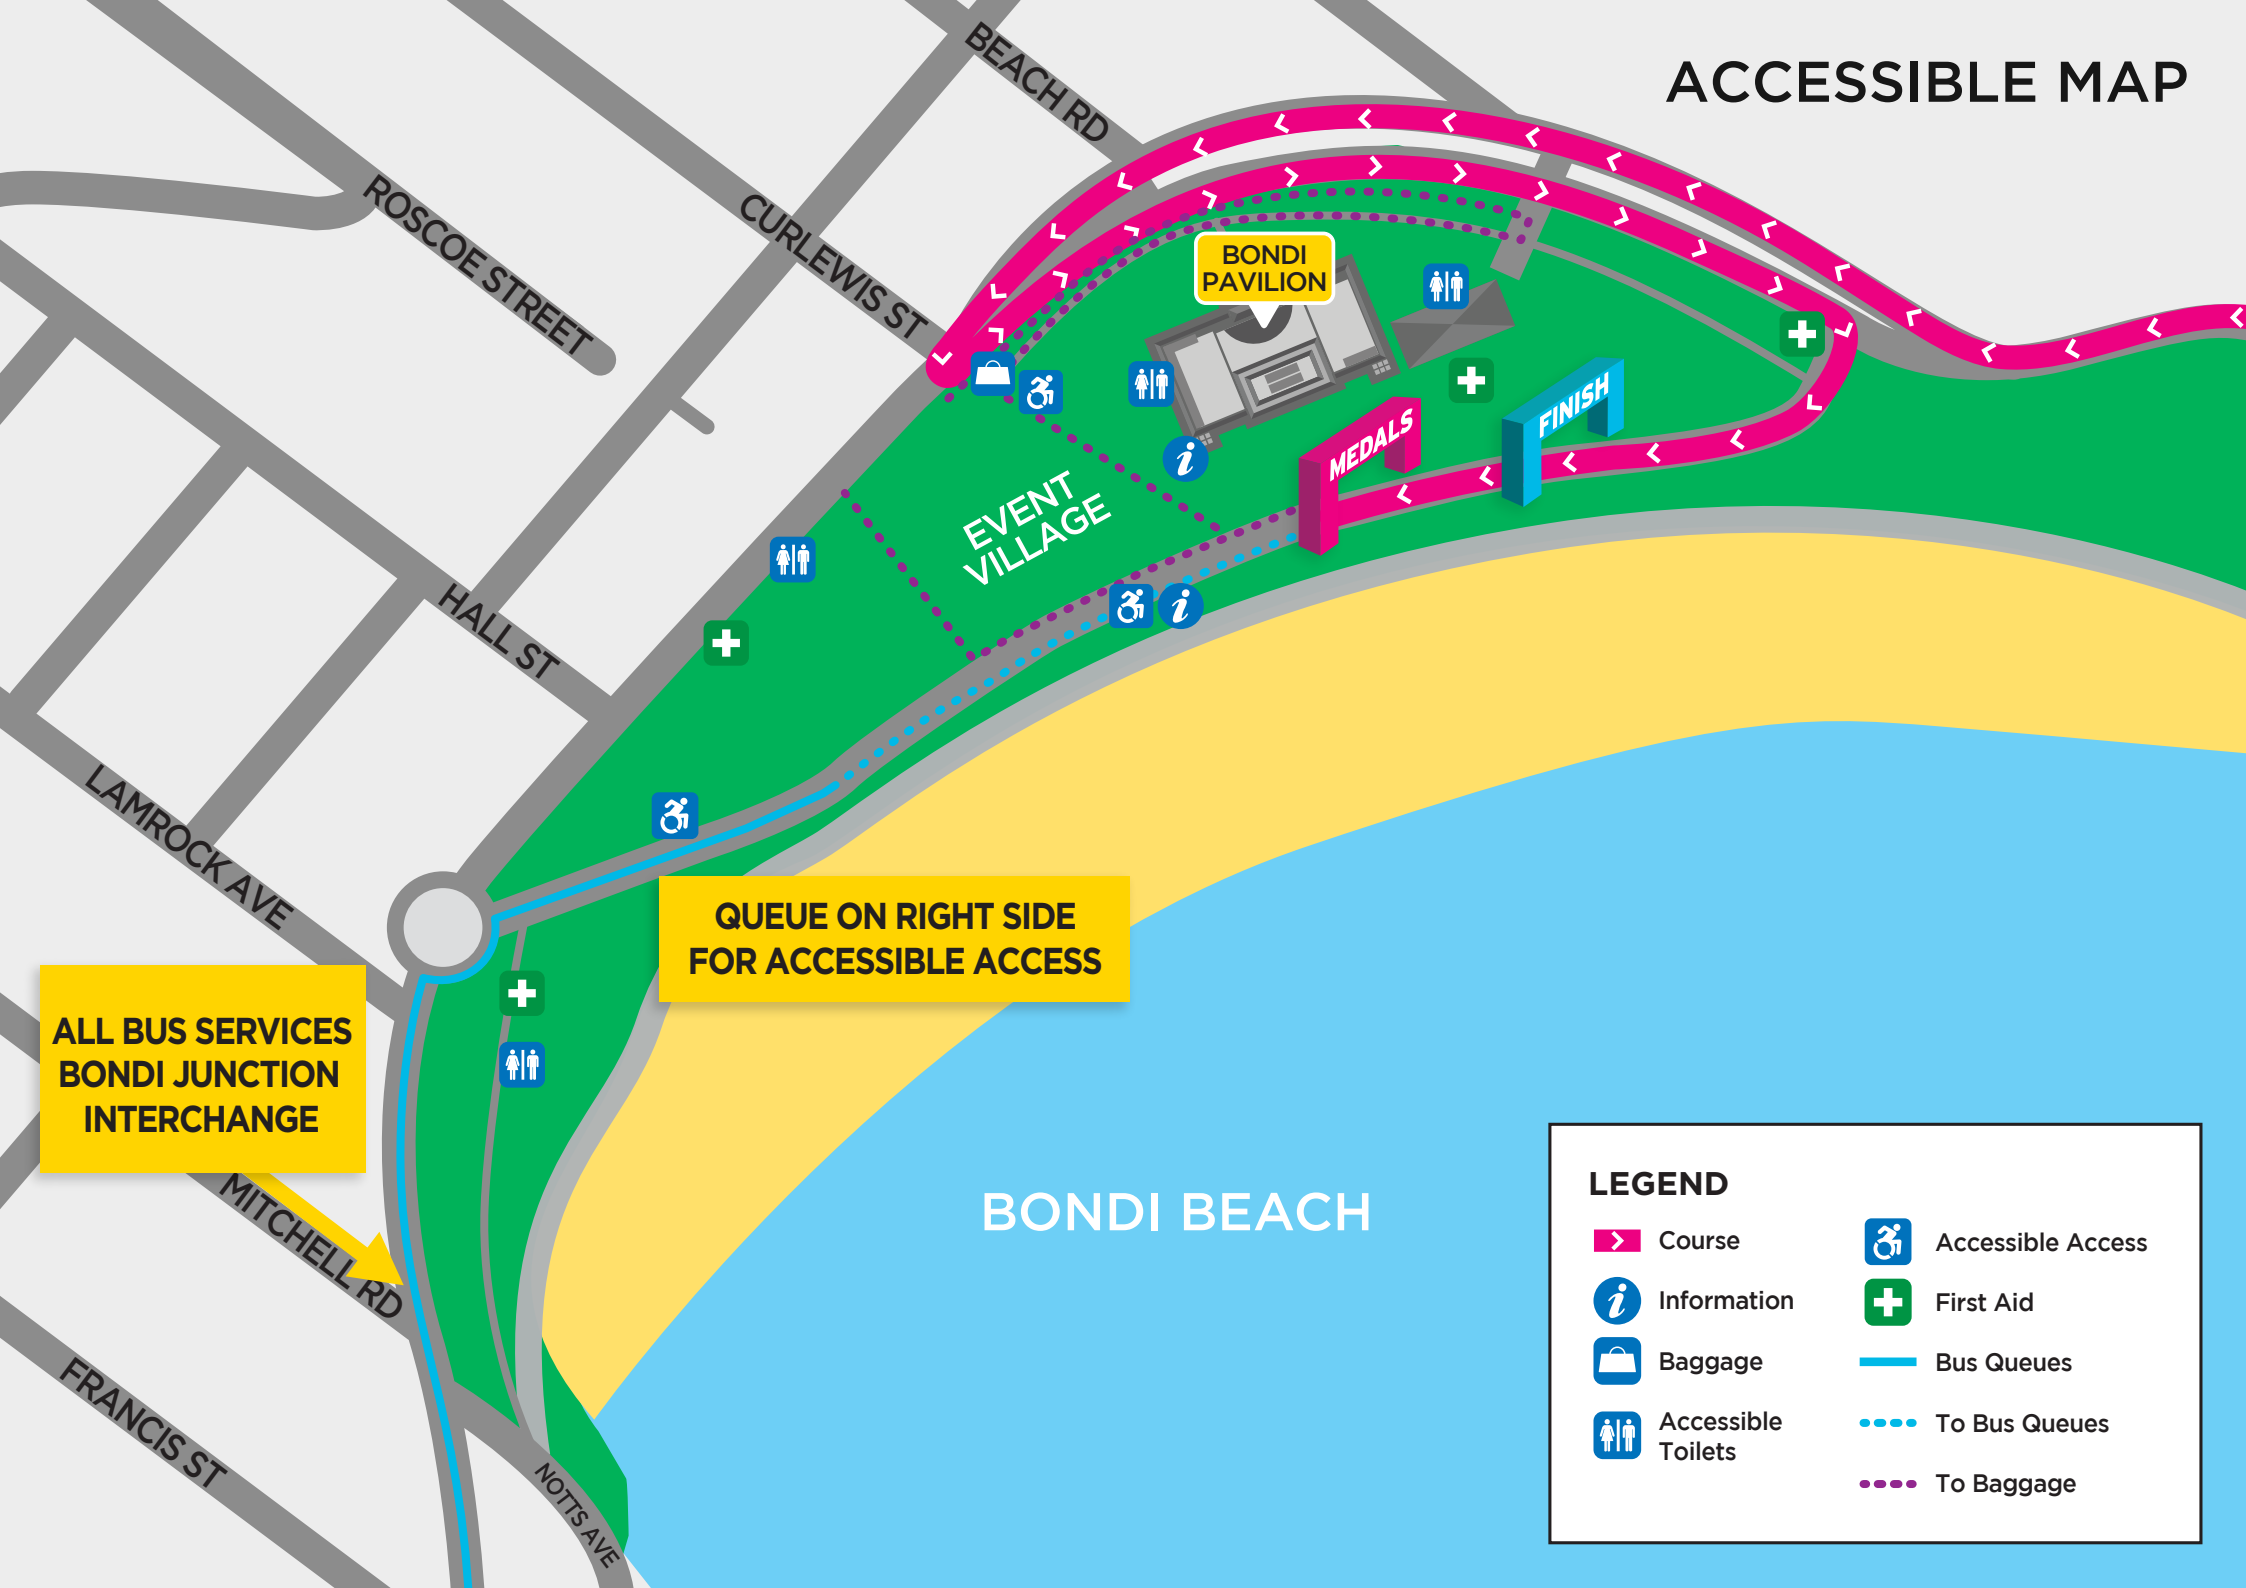 ACCESSIBLE MAP
BEACH RD
ROSCOE STREET
CURLEWIS ST
BONDI
PAVILION
FINISH
MEDALS
EVENT
VILLAGE
HALL ST
LAMROCK AVE
QUEUE ON RIGHT SIDE
FOR ACCESSIBLE ACCESS
ALL BUS SERVICES
BONDI JUNCTION
INTERCHANGE
MITCHELL RD
BONDI BEACH
FRANCIS ST
NOTTS AVE
LEGEND
Course
Information
Baggage
Accessible
Toilets
Accessible Access
First Aid
Bus Queues
To Bus Queues
To Baggage